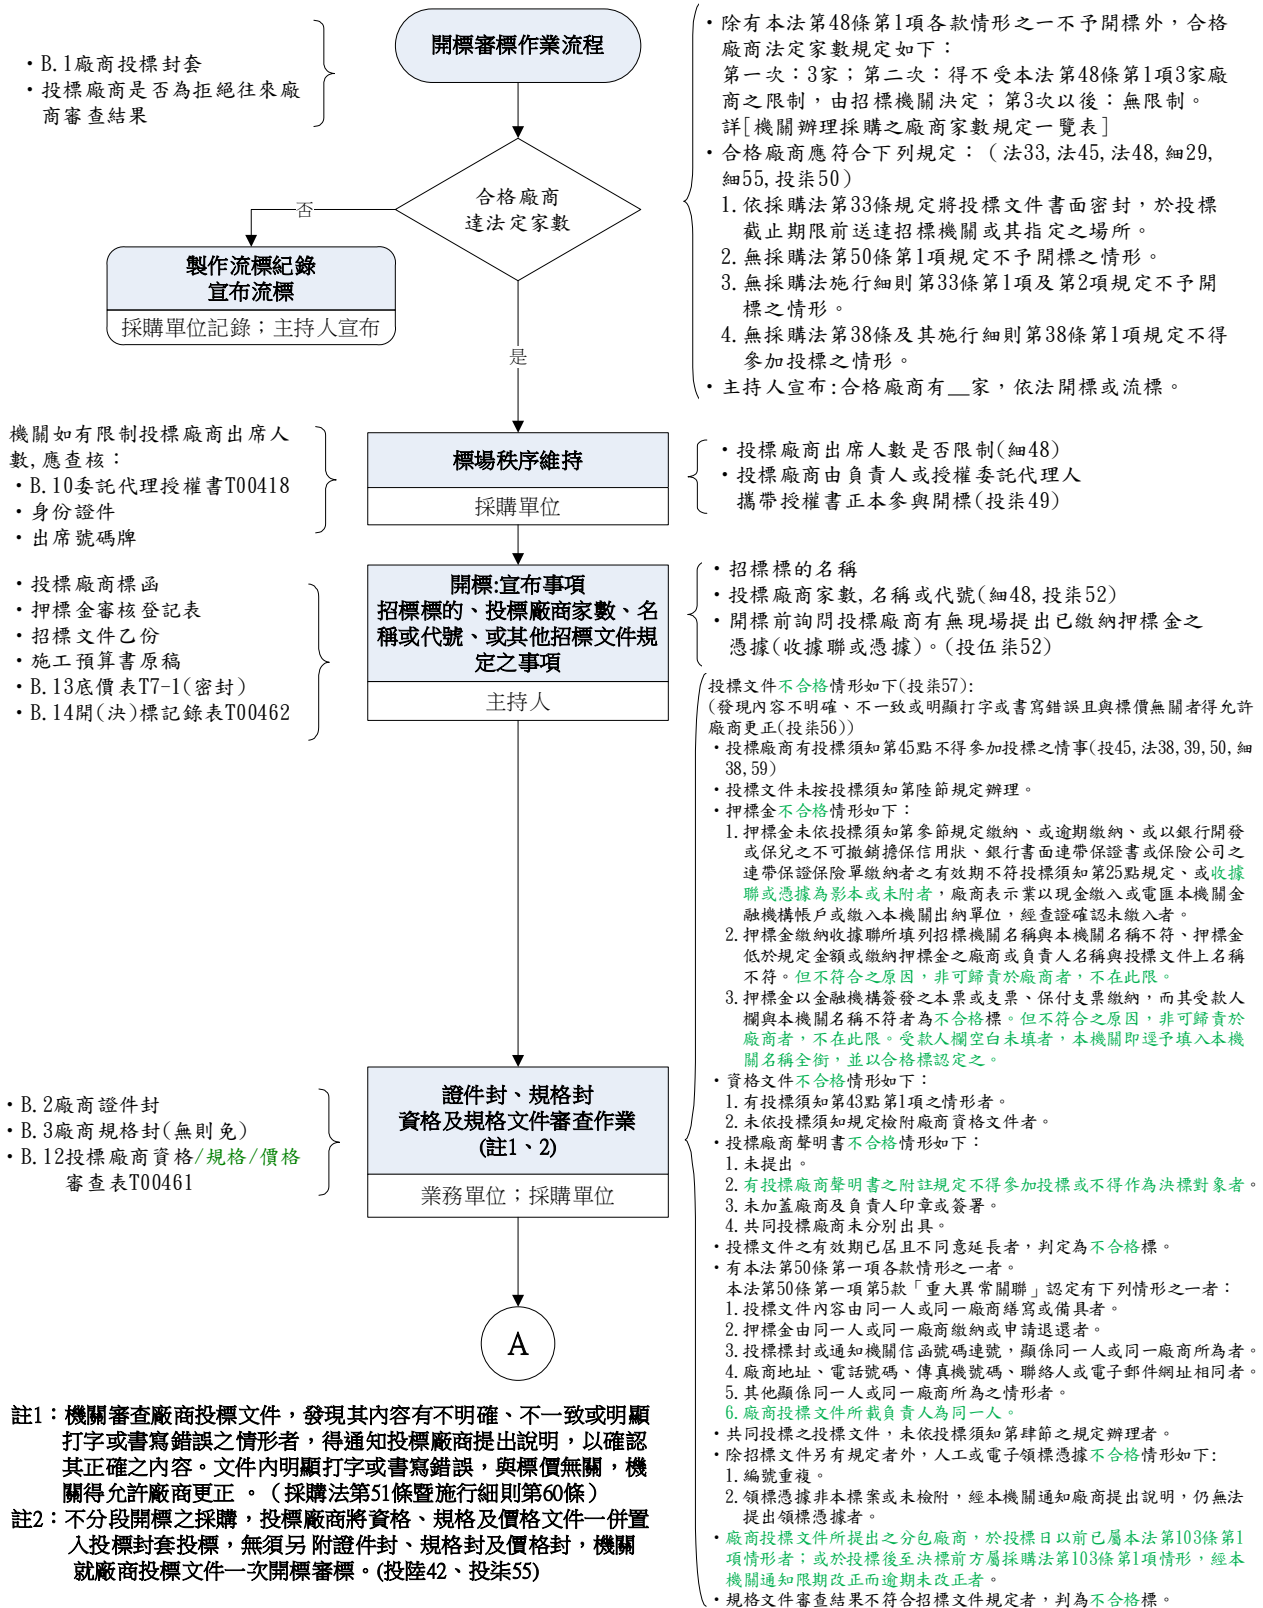 開標審標作業流程
・B.1廠商投標封套
・投標廠商是否為拒絕往來廠
商審查結果
・除有本法第48條第1項各款情形之一不予開標外，合格
廠商法定家數規定如下：
第一次：3家；第二次：得不受本法第48條第1項3家廠
商之限制，由招標機關決定；第3次以後：無限制。
詳[機關辦理採購之廠商家數規定一覽表]
・合格廠商應符合下列規定：（法33,法45,法48,細29,
細55,投柒50）
1.依採購法第33條規定將投標文件書面密封，於投標
截止期限前送達招標機關或其指定之場所。
2.無採購法第50條第1項規定不予開標之情形。
3.無採購法施行細則第33條第1項及第2項規定不予開
標之情形。
4.無採購法第38條及其施行細則第38條第1項規定不得
參加投標之情形。
・主持人宣布:合格廠商有__家，依法開標或流標。
合格廠商
達法定家數
否
製作流標紀錄
宣布流標
採購單位記錄；主持人宣布
是
機關如有限制投標廠商出席人
數,應查核：
・B.10委託代理授權書T00418
・身份證件
・出席號碼牌
標場秩序維持
採購單位
・投標廠商出席人數是否限制(細48)
・投標廠商由負責人或授權委託代理人
攜帶授權書正本參與開標(投柒49)
・投標廠商標函
・押標金審核登記表
・招標文件乙份
・施工預算書原稿
・B.13底價表T7-1(密封)
・B.14開(決)標記錄表T00462
開標:宣布事項
招標標的、投標廠商家數、名
稱或代號、或其他招標文件規
定之事項
主持人
・招標標的名稱
・投標廠商家數,名稱或代號(細48,投柒52)
・開標前詢問投標廠商有無現場提出已繳納押標金之
憑據(收據聯或憑據)。(投伍柒52)
投標文件不合格情形如下(投柒57):
(發現內容不明確、不一致或明顯打字或書寫錯誤且與標價無關者得允許
廠商更正(投柒56))
・投標廠商有投標須知第45點不得參加投標之情事(投45,法38,39,50,細
38,59)
・投標文件未按投標須知第陸節規定辦理。
・押標金不合格情形如下：
1.押標金未依投標須知第參節規定繳納、或逾期繳納、或以銀行開發
或保兌之不可撤銷擔保信用狀、銀行書面連帶保證書或保險公司之
連帶保證保險單繳納者之有效期不符投標須知第25點規定、或收據
聯或憑據為影本或未附者，廠商表示業以現金繳入或電匯本機關金
融機構帳戶或繳入本機關出納單位，經查證確認未繳入者。
2.押標金繳納收據聯所填列招標機關名稱與本機關名稱不符、押標金
低於規定金額或繳納押標金之廠商或負責人名稱與投標文件上名稱
不符。但不符合之原因，非可歸責於廠商者，不在此限。
3.押標金以金融機構簽發之本票或支票、保付支票繳納，而其受款人
欄與本機關名稱不符者為不合格標。但不符合之原因，非可歸責於
廠商者，不在此限。受款人欄空白未填者，本機關即逕予填入本機
關名稱全銜，並以合格標認定之。
・資格文件不合格情形如下：
1.有投標須知第43點第1項之情形者。
2.未依投標須知規定檢附廠商資格文件者。
・投標廠商聲明書不合格情形如下：
1.未提出。
2.有投標廠商聲明書之附註規定不得參加投標或不得作為決標對象者。
3.未加蓋廠商及負責人印章或簽署。
4.共同投標廠商未分別出具。
・投標文件之有效期已屆且不同意延長者，判定為不合格標。
・有本法第50條第一項各款情形之一者。
本法第50條第一項第5款「重大異常關聯」認定有下列情形之一者：
1.投標文件內容由同一人或同一廠商繕寫或備具者。
2.押標金由同一人或同一廠商繳納或申請退還者。
3.投標標封或通知機關信函號碼連號，顯係同一人或同一廠商所為者。
4.廠商地址、電話號碼、傳真機號碼、聯絡人或電子郵件網址相同者。
5.其他顯係同一人或同一廠商所為之情形者。
6.廠商投標文件所載負責人為同一人。
・共同投標之投標文件，未依投標須知第肆節之規定辦理者。
・除招標文件另有規定者外，人工或電子領標憑據不合格情形如下:
1.編號重複。
2.領標憑據非本標案或未檢附，經本機關通知廠商提出說明，仍無法
提出領標憑據者。
・廠商投標文件所提出之分包廠商，於投標日以前已屬本法第103條第1
項情形者；或於投標後至決標前方屬採購法第103條第1項情形，經本
機關通知限期改正而逾期未改正者。
・規格文件審查結果不符合招標文件規定者，判為不合格標。
・B.2廠商證件封
・B.3廠商規格封(無則免)
・B.12投標廠商資格/規格/價格
審查表T00461
證件封、規格封
資格及規格文件審查作業
(註1、2)
業務單位；採購單位
A
註1：機關審查廠商投標文件，發現其內容有不明確、不一致或明顯
打字或書寫錯誤之情形者，得通知投標廠商提出說明，以確認
其正確之內容。文件內明顯打字或書寫錯誤，與標價無關，機
關得允許廠商更正 。（採購法第51條暨施行細則第60條）
註2：不分段開標之採購，投標廠商將資格、規格及價格文件一併置
入投標封套投標，無須另 附證件封、規格封及價格封，機關
就廠商投標文件一次開標審標。(投陸42、投柒55)